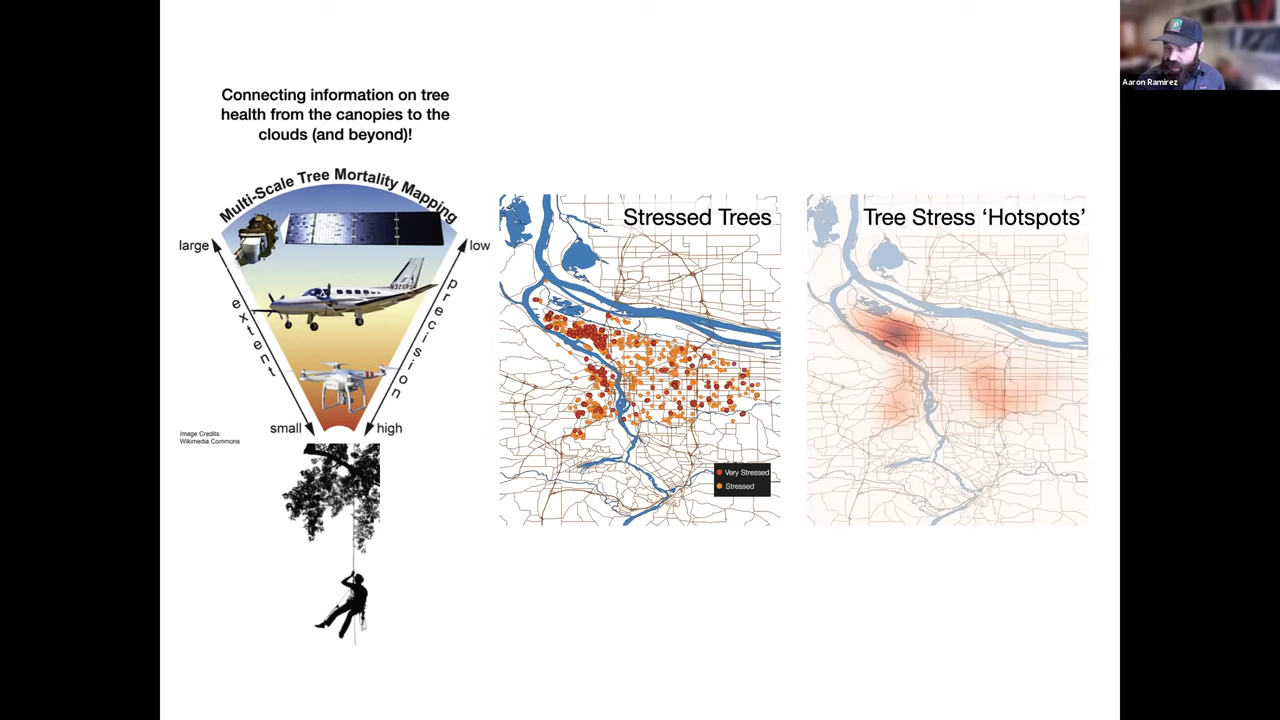 Connecting information on tree
health from the canopies to the
clouds (and beyond)!
Multi-Scale Tree Mortality Mapping
large
low
extent
precision
small
high
Image Credits:
Wikimedia Commons
Stressed Trees
Very Stressed
Stressed
Tree Stress ‘Hotspots’
Aaron Ramirez